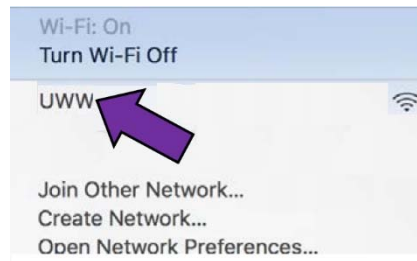 Wi-Fi: On
Turn Wi-Fi Off
UWW
Join Other Network...
Create Network...
Open Network Preferences...